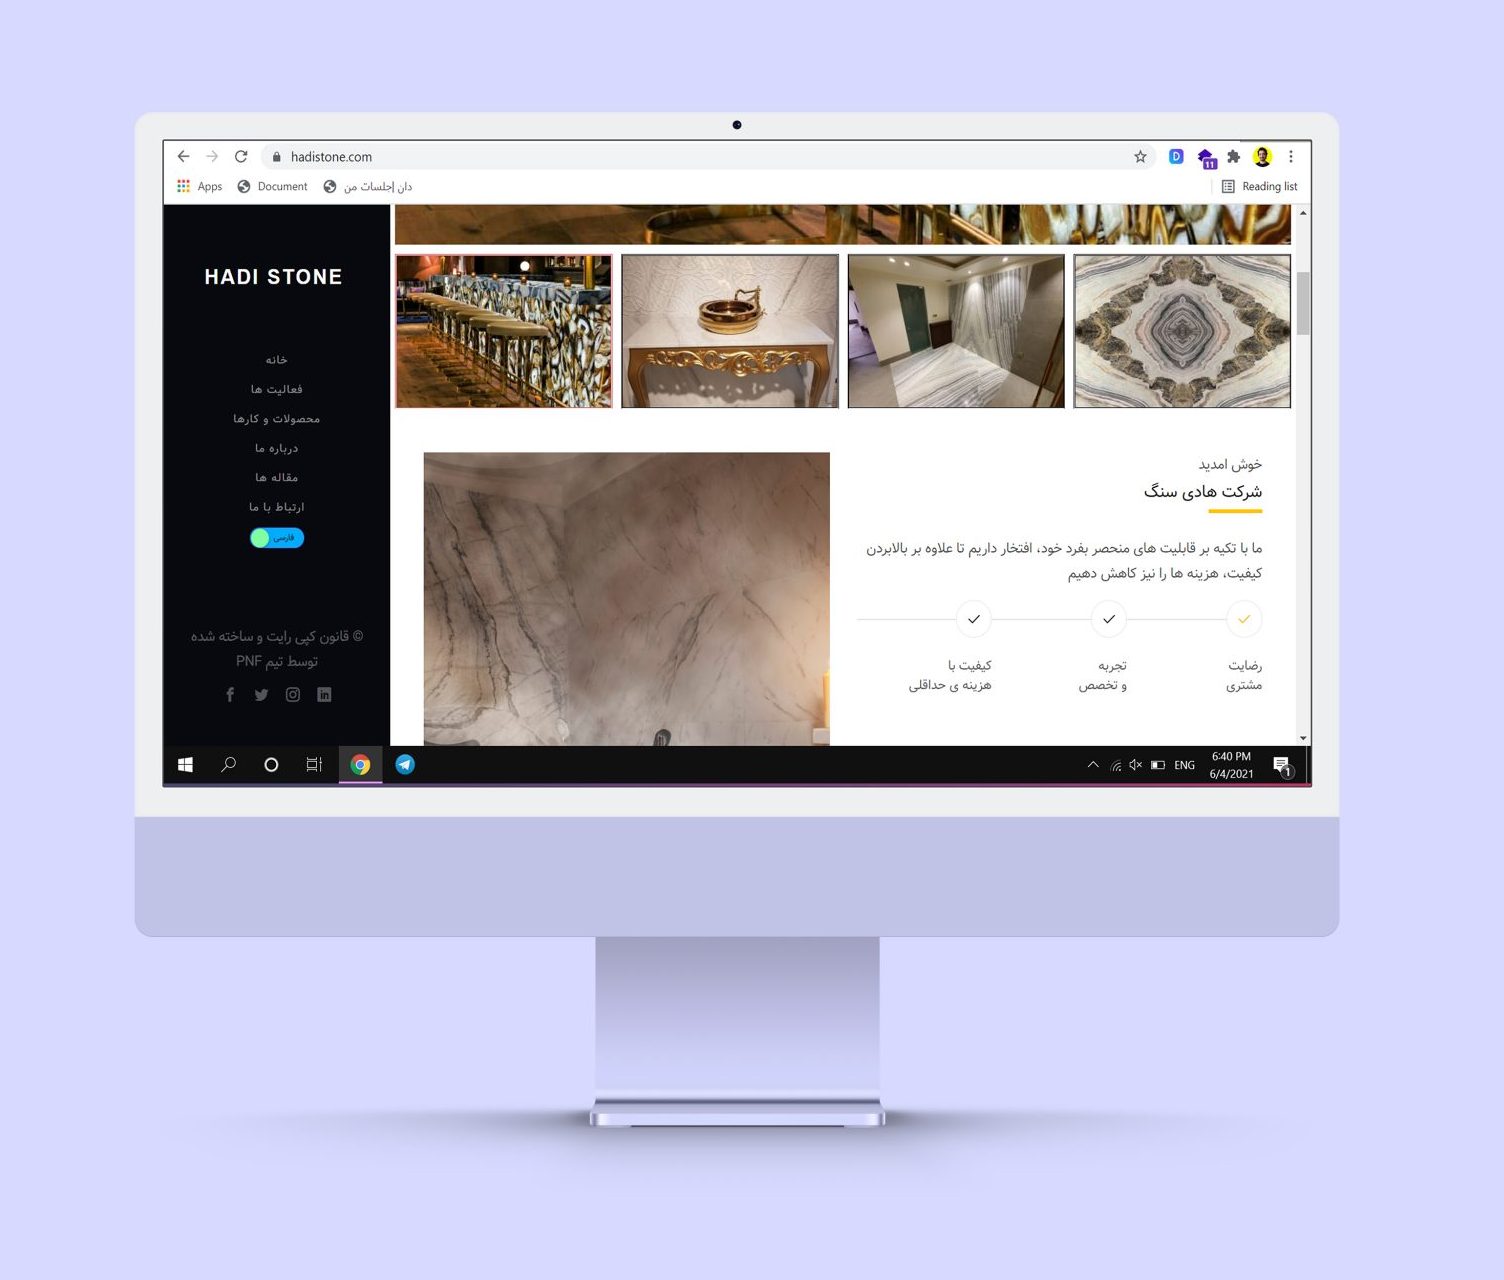 hadistone.com
D
11
Apps
Document
دان |جلسات من
Reading list
HADI STONE
خانه
فعالیت ها
محصولات و کارها
درباره ما
مقاله ها
ارتباط با ما
فارسی
© قانون کپی رایت و ساخته شده
توسط تیم PNF
خوش امدید
شرکت هادی سنگ
ما با تکیه بر قابلیت های منحصر بفرد خود، افتخار داریم تا علاوه بر بالابردن
کیفیت، هزینه ها را نیز کاهش دهیم
رضایت
مشتری
تجربه
و تخصص
کیفیت با
هزینه ی حداقلی
ENG
6:40 PM
6/4/2021
1